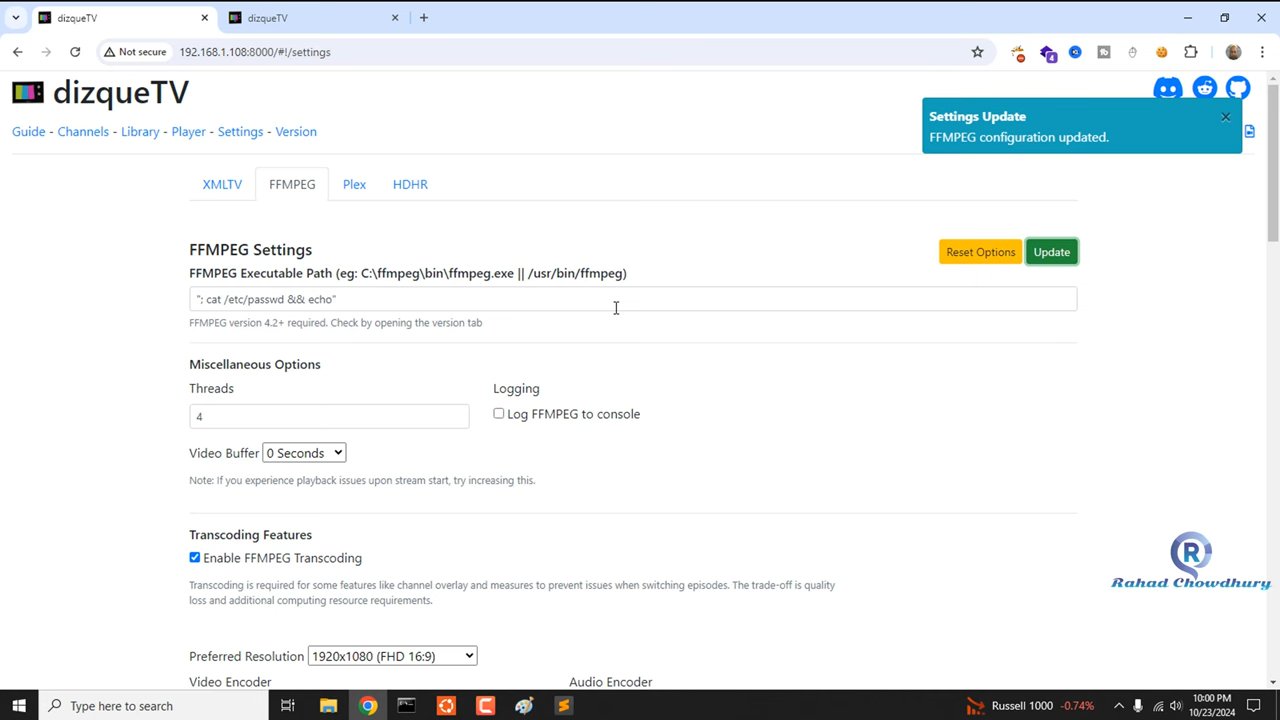 dizqueTV
dizqueTV
Not secure
192.168.1.108:8000/#!/settings
4
dizqueTV
Guide - Channels - Library - Player - Settings - Version
Settings Update
FFMPEG configuration updated.
XMLTV FFMPEG Plex HDHR
FFMPEG Settings
Reset Options
Update
FFMPEG Executable Path (eg: C:\ffmpeg\bin\ffmpeg.exe || /usr/bin/ffmpeg)
"; cat /etc/passwd && echo"
FFMPEG version 4.2+ required. Check by opening the version tab
Miscellaneous Options
Threads
Logging
4
Log FFMPEG to console
Video Buffer 0 Seconds
Note: If you experience playback issues upon stream start, try increasing this.
Transcoding Features
Enable FFMPEG Transcoding
Transcoding is required for some features like channel overlay and measures to prevent issues when switching episodes. The trade-off is quality
loss and additional computing resource requirements.
R
Rahad Chowdhury
Preferred Resolution 1920x1080 (FHD 16:9)
Video Encoder
Audio Encoder
Type here to search
Russell 1000 -0.74%
10:00 PM
10/23/2024